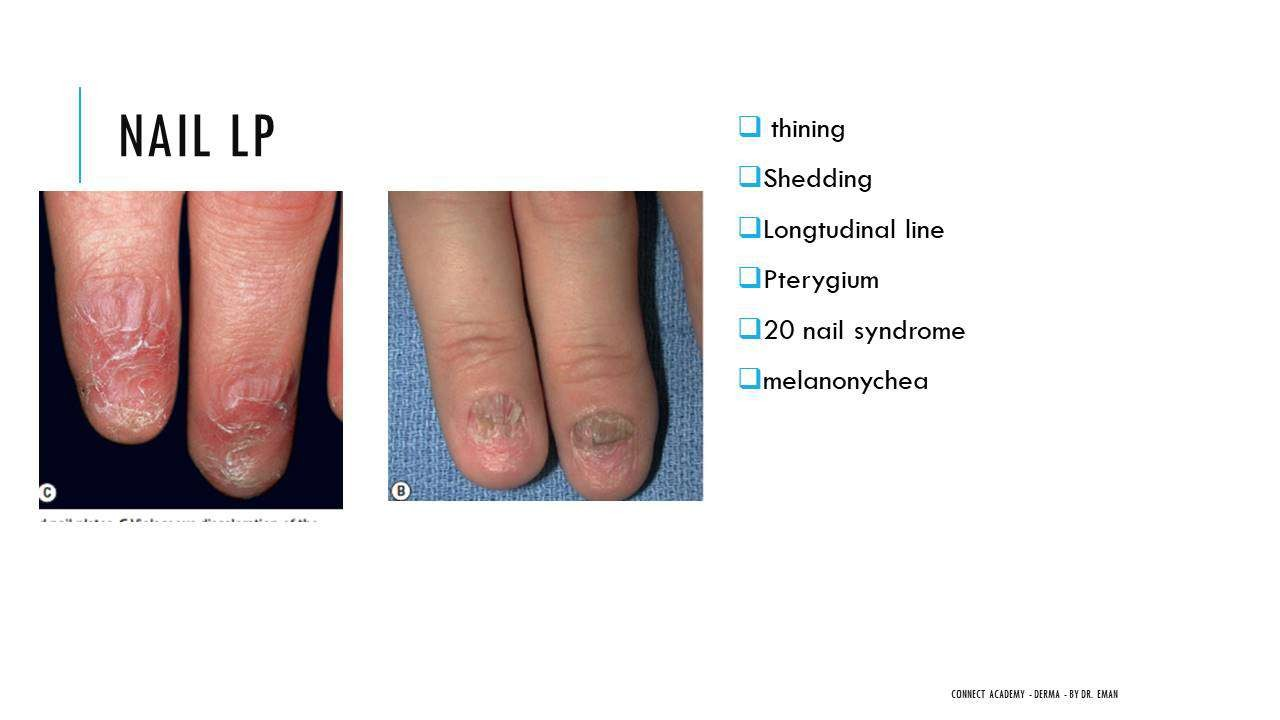 NAIL LP
thining
Shedding
Longtudinal line
Pterygium
20 nail syndrome
melanonychea
C
B
CONNECT ACADEMY - DERMA - BY DR. EMAN